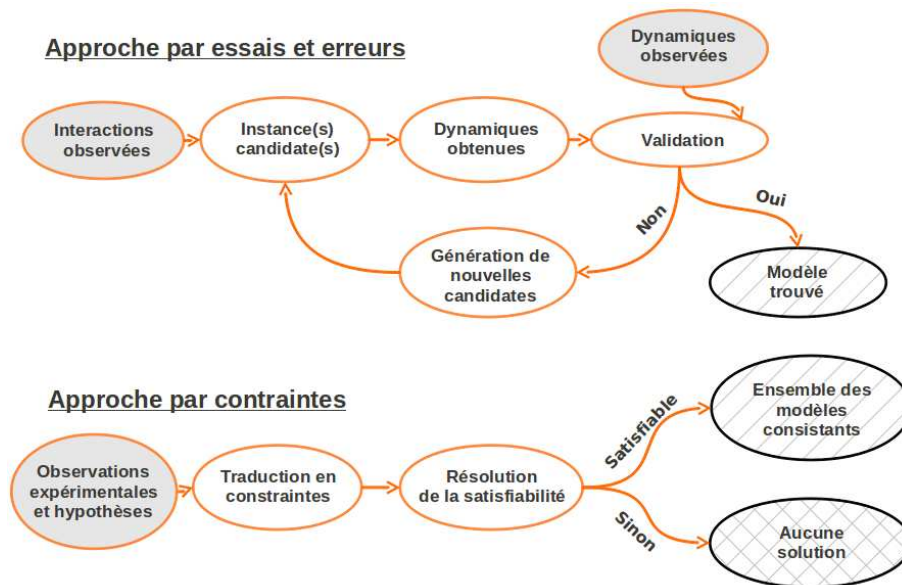 Approche par essais et erreurs
Dynamiques
observées
Interactions
observées
Instance(s)
candidate(s)
Dynamiques
obtenues
Validation
Oui
Non
Génération de
nouvelles
candidates
Modèle
trouvé
Approche par contraintes
Observations
expérimentales
et hypothèses
Traduction en
constraintes
Résolution
de la satisfiabilité
Satisfiable
Sinon
Ensemble des
modèles
consistants
Aucune
solution